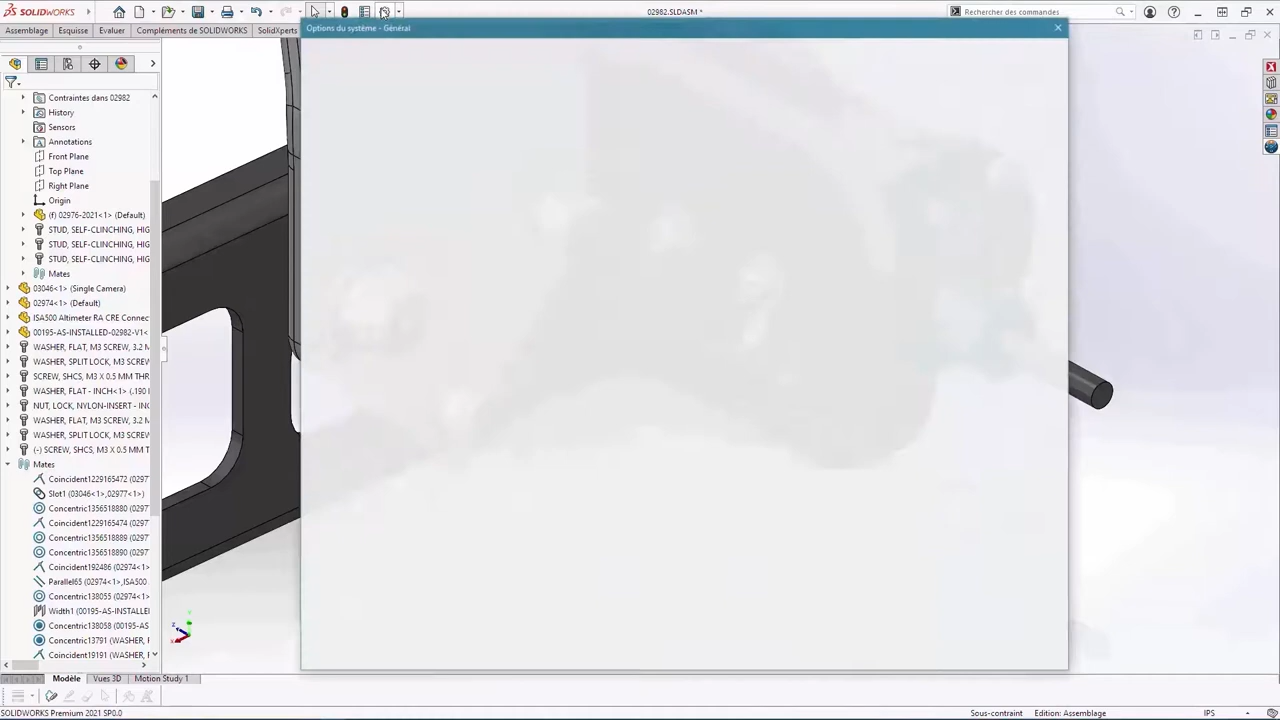 SOLIDWORKS
02982.SLDASM *
Rechercher des commandes
Assemblage
Esquisse
Evaluer
Compléments de SOLIDWORKS
SolidXperts
Options du système - Général
Contraintes dans 02982
History
Sensors
Annotations
Front Plane
Top Plane
Right Plane
Origin
(f) 02976-2021<1> (Default)
STUD, SELF-CLINCHING, HIG
STUD, SELF-CLINCHING, HIG
STUD, SELF-CLINCHING, HIG
Mates
03046<1> (Single Camera)
02974<1> (Default)
ISA500 Altimeter RA CRE Connec
00195-AS-INSTALLED-02982-V1<
WASHER, FLAT, M3 SCREW, 3.2 M
WASHER, SPLIT LOCK, M3 SCREW
SCREW, SHCS, M3 X 0.5 MM THR
WASHER, FLAT - INCH<1> (.190 I
NUT, LOCK, NYLON-INSERT - INC
WASHER, FLAT, M3 SCREW, 3.2 M
WASHER, SPLIT LOCK, M3 SCREW
(-) SCREW, SHCS, M3 X 0.5 MM T
Mates
Coincident1229165472 (0297
Slot1 (03046<1>,02977<1>)
Concentric1356518880 (0297
Coincident1229165474 (0297
Concentric1356518889 (0297
Concentric1356518890 (0297
Coincident192486 (02974<1>
Parallel65 (02974<1>,ISA500
Concentric138055 (02974<1>
Width1 (00195-AS-INSTALLE
Concentric138058 (00195-AS
Concentric13791 (WASHER, F
Coincident19191 (WASHER, F
Modèle
Vues 3D
Motion Study 1
SOLIDWORKS Premium 2021 SP0.0
Sous-contraint
Edition: Assemblage
IPS